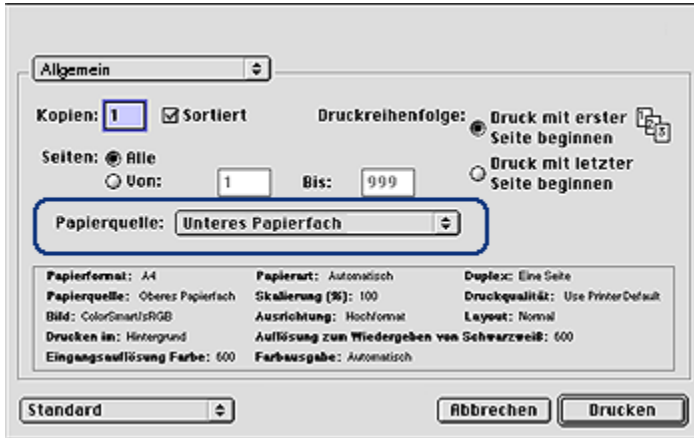 Allgemein
Kopien: 1 Sortiert Druckreihenfolge: Druck mit erster
Seite beginnen
1 2 3
Seiten: Alle Druck mit letzter
Seite beginnen
Von: 1 Bis: 999
Papierquelle: Unteres Papierfach
Papierformat: A4 Papierart: Automatisch Duplex: Eine Seite
Papierquelle: Oberes Papierfach Skalierung (%): 100 Druckqualität: Use Printer Default
Bild: ColorSmart/sRGB Ausrichtung: Hochformat Layout: Normal
Drucken im: Hintergrund Auflösung zum Wiedergeben von Schwarzweiß: 600
Eingangsauflösung Farbe: 600 Farbausgabe: Automatisch
Standard Abbrechen Drucken